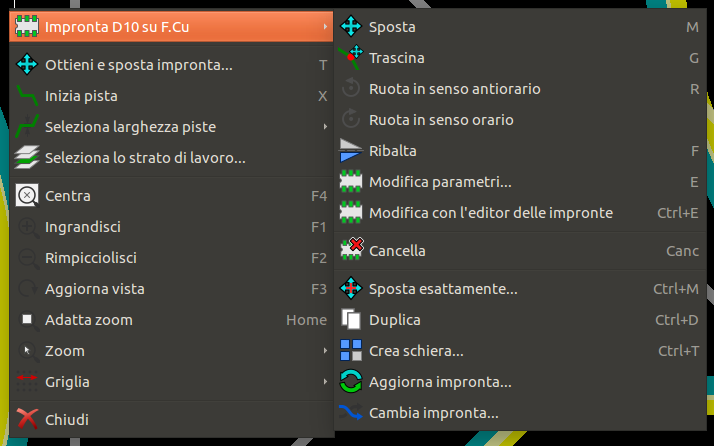 Impronta D10 su F.Cu
Ottieni e sposta impronta... T
Inizia pista X
Seleziona larghezza piste
Seleziona lo strato di lavoro...
Centra F4
Ingrandisci F1
Rimpicciolisci F2
Aggiorna vista F3
Adatta zoom Home
Zoom
Griglia
Chiudi
Sposta M
Trascina G
Ruota in senso antiorario R
Ruota in senso orario
Ribalta F
Modifica parametri... E
Modifica con l'editor delle impronte Ctrl+E
Cancella Canc
Sposta esattamente... Ctrl+M
Duplica Ctrl+D
Crea schiera... Ctrl+T
Aggiorna impronta...
Cambia impronta...